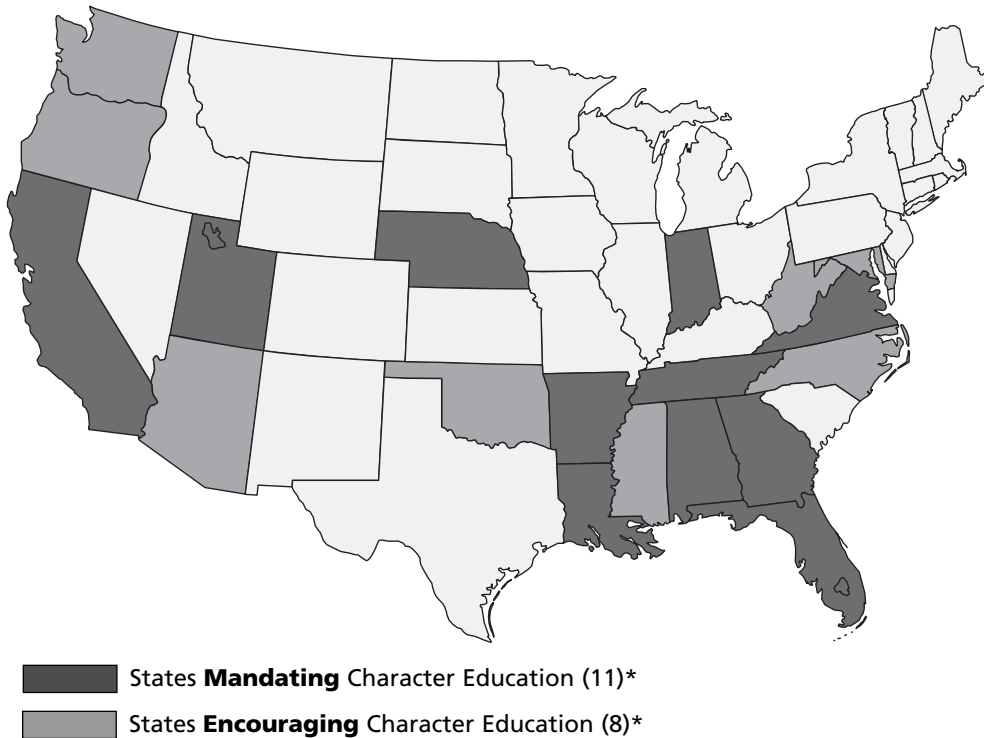 States Mandating Character Education (11)*
States Encouraging Character Education (8)*